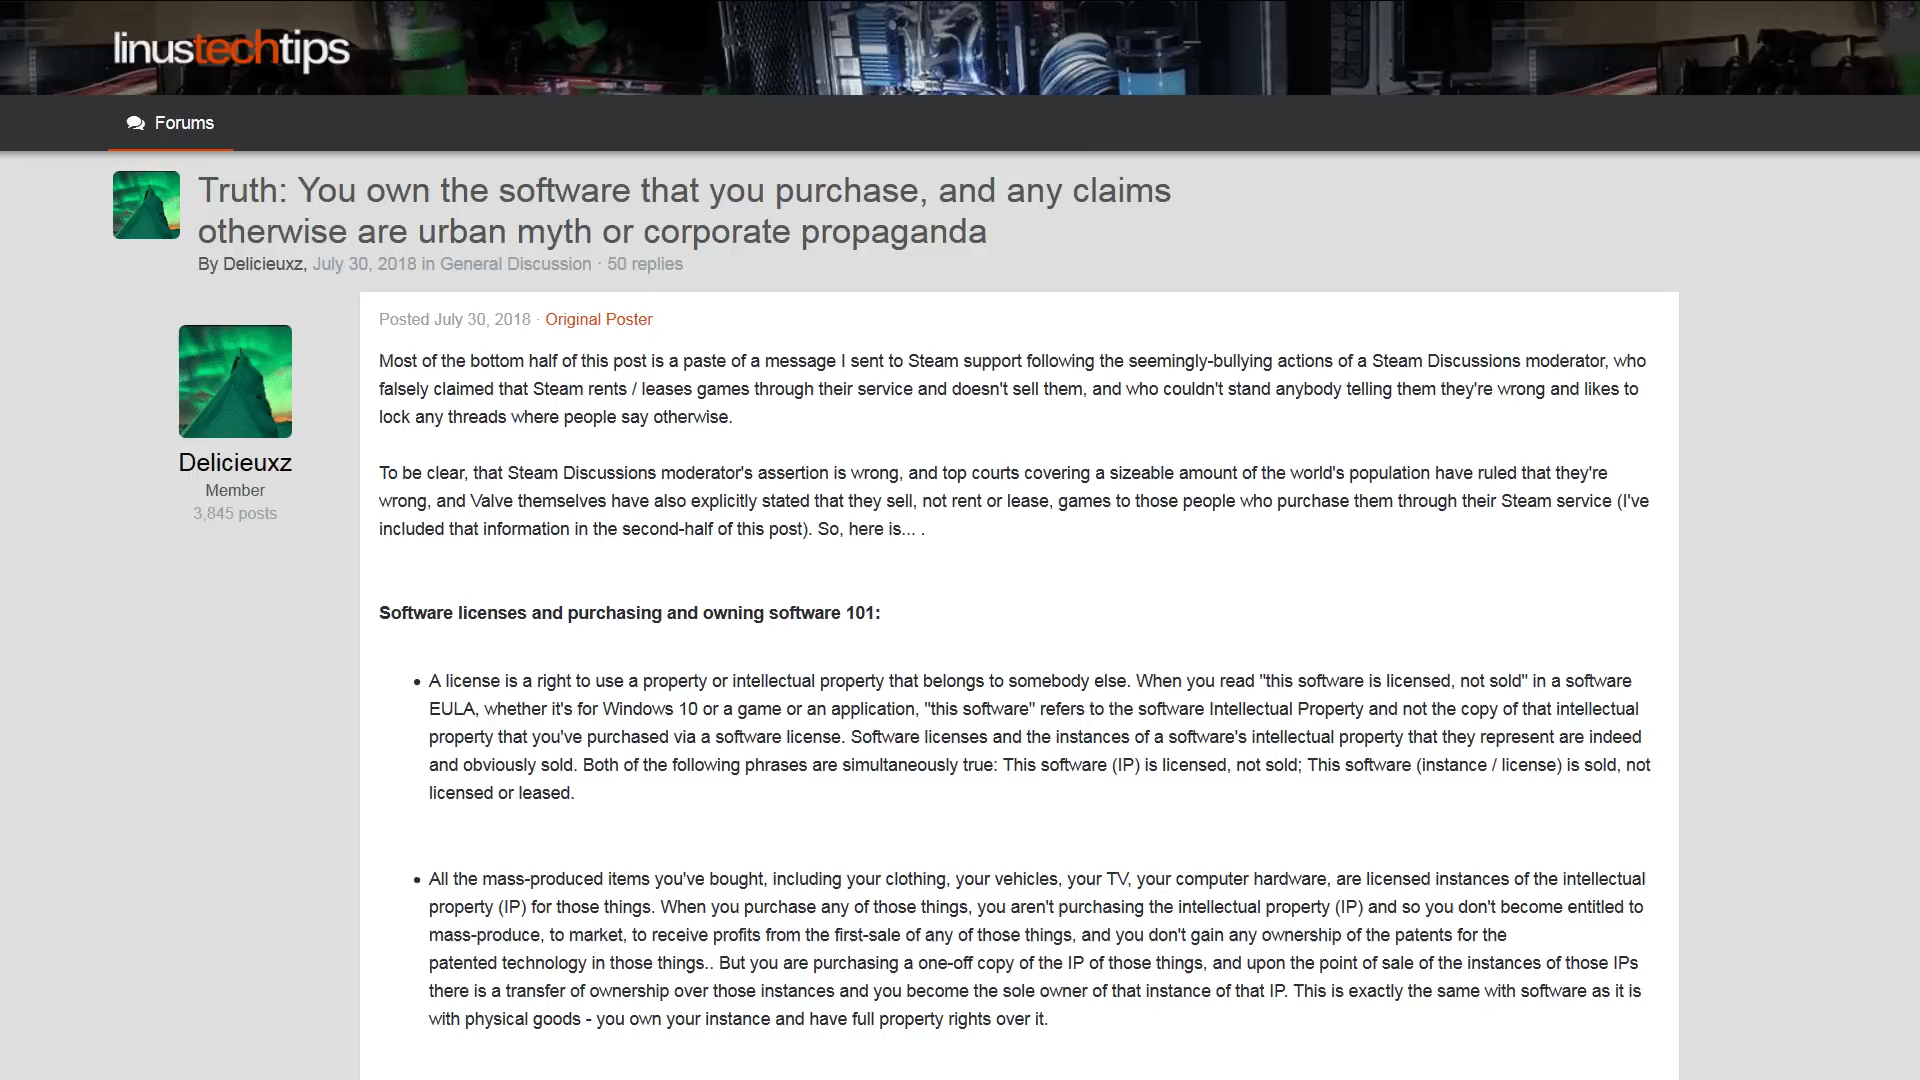 linustechtips
Forums
Truth: You own the software that you purchase, and any claims
otherwise are urban myth or corporate propaganda
By Delicieuxz, July 30, 2018 in General Discussion · 50 replies
Delicieuxz
Member
3,845 posts
Posted July 30, 2018 · Original Poster
Most of the bottom half of this post is a paste of a message I sent to Steam support following the seemingly-bullying actions of a Steam Discussions moderator, who
falsely claimed that Steam rents / leases games through their service and doesn't sell them, and who couldn't stand anybody telling them they're wrong and likes to
lock any threads where people say otherwise.
To be clear, that Steam Discussions moderator's assertion is wrong, and top courts covering a sizeable amount of the world's population have ruled that they're
wrong, and Valve themselves have also explicitly stated that they sell, not rent or lease, games to those people who purchase them through their Steam service (I've
included that information in the second-half of this post). So, here is... .
Software licenses and purchasing and owning software 101:
• A license is a right to use a property or intellectual property that belongs to somebody else. When you read "this software is licensed, not sold" in a software
EULA, whether it's for Windows 10 or a game or an application, "this software" refers to the software Intellectual Property and not the copy of that intellectual
property that you've purchased via a software license. Software licenses and the instances of a software's intellectual property that they represent are indeed
and obviously sold. Both of the following phrases are simultaneously true: This software (IP) is licensed, not sold; This software (instance / license) is sold, not
licensed or leased.
• All the mass-produced items you've bought, including your clothing, your vehicles, your TV, your computer hardware, are licensed instances of the intellectual
property (IP) for those things. When you purchase any of those things, you aren't purchasing the intellectual property (IP) and so you don't become entitled to
mass-produce, to market, to receive profits from the first-sale of any of those things, and you don't gain any ownership of the patents for the
patented technology in those things.. But you are purchasing a one-off copy of the IP of those things, and upon the point of sale of the instances of those IPs
there is a transfer of ownership over those instances and you become the sole owner of that instance of that IP. This is exactly the same with software as it is
with physical goods - you own your instance and have full property rights over it.